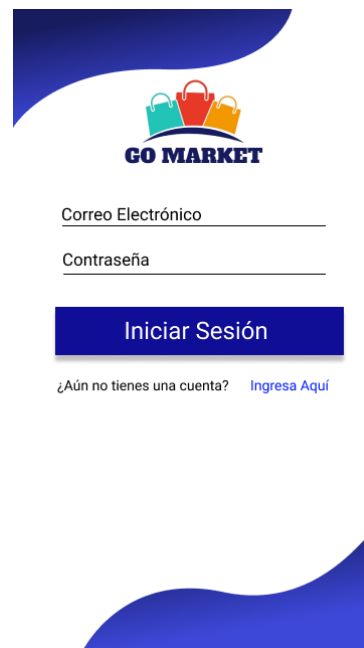 GO MARKET
Correo Electrónico
Contraseña
Iniciar Sesión
¿Aún no tienes una cuenta? Ingresa Aquí